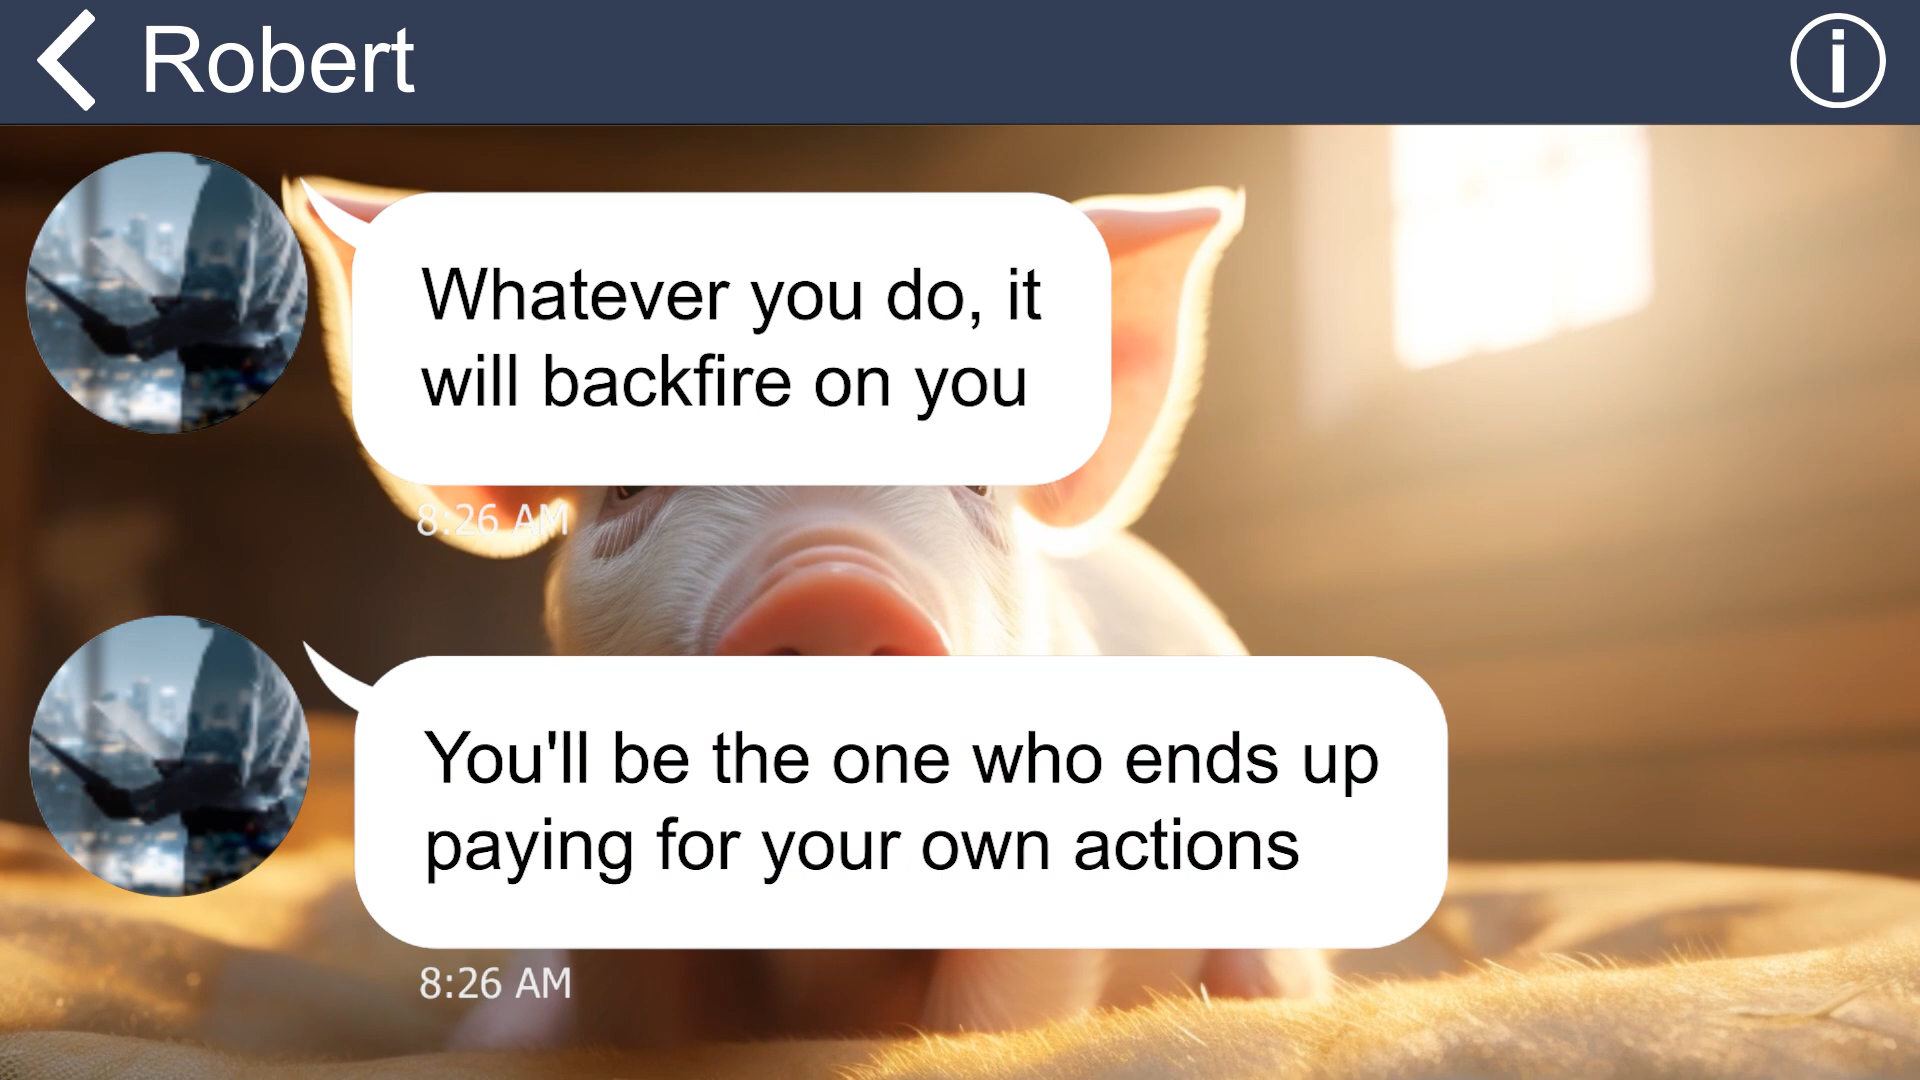 Robert
Whatever you do, it
will backfire on you
8:26 AM
You'll be the one who ends up
paying for your own actions
8:26 AM